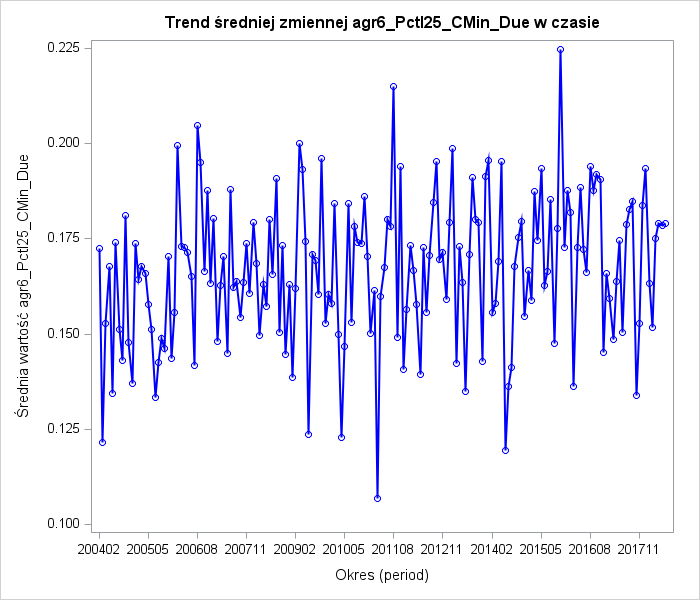 Trend średniej zmiennej agr6_Pctl25_CMin_Due w czasie
0.225
0.200
0.175
0.150
0.125
0.100
Średnia wartość agr6_Pctl25_CMin_Due
200402 200505 200608 200711 200902 201005 201108 201211 201402 201505 201608 201711
Okres (period)